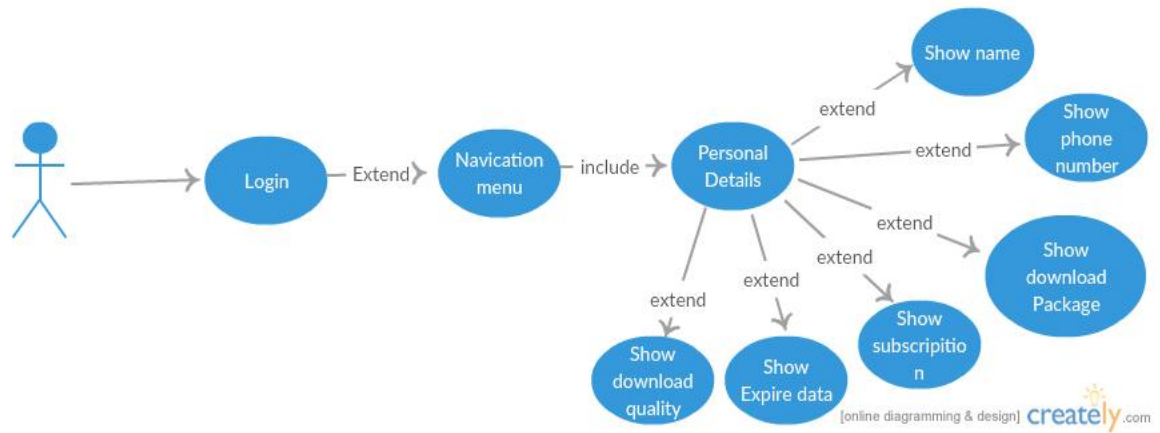 Show name
extend
Show
phone
number
extend
Login
Extend
Navication
menu
include
Personal
Details
extend
Show
download
Package
extend
Show
subscripitio
n
extend
Show
Expire data
extend
Show
download
quality
[online diagramming & design] creately.com